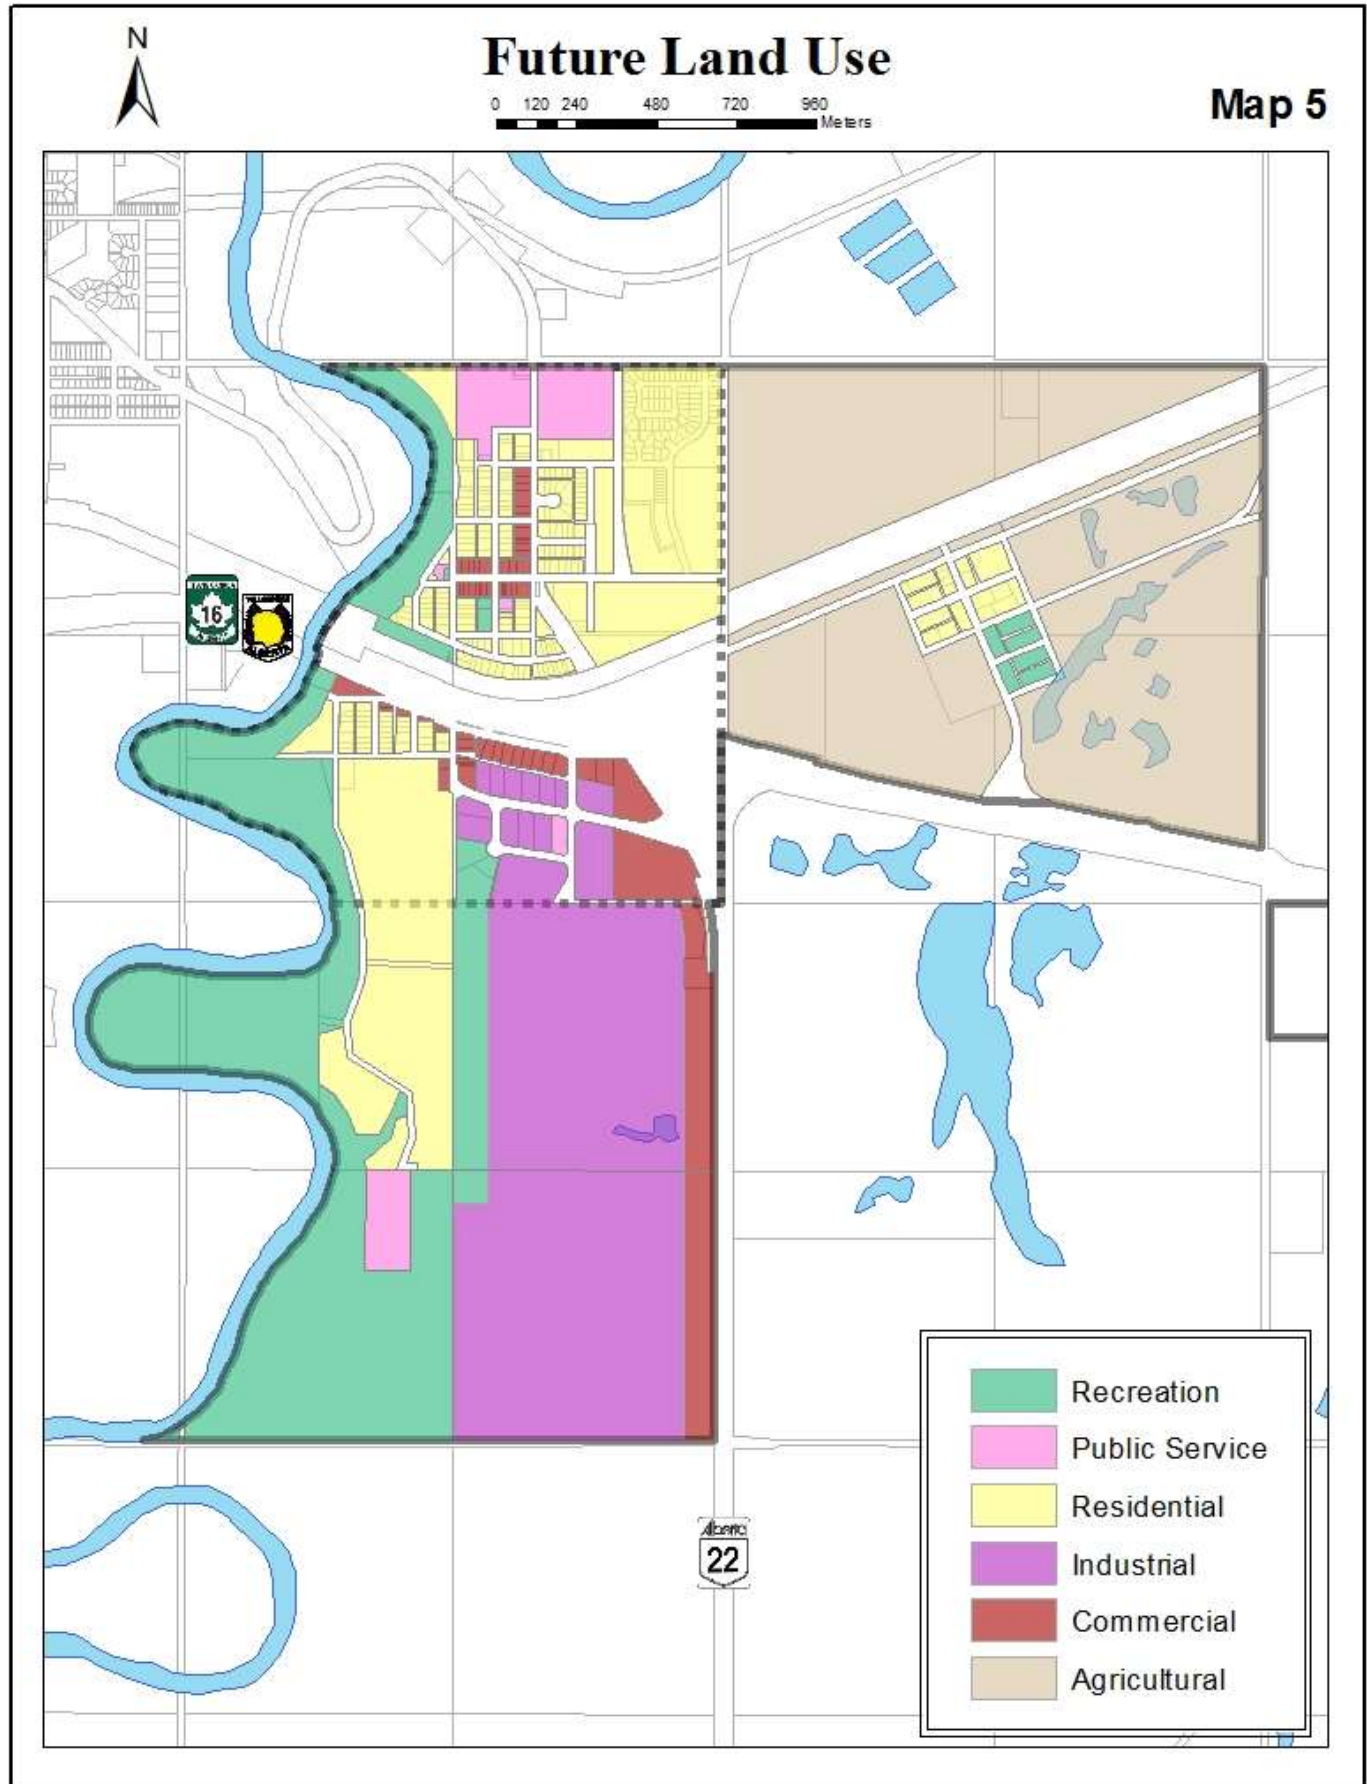 N
Future Land Use
0 120 240 480 720 960
Meters
Map 5
16
Alberta
22
Recreation
Public Service
Residential
Industrial
Commercial
Agricultural